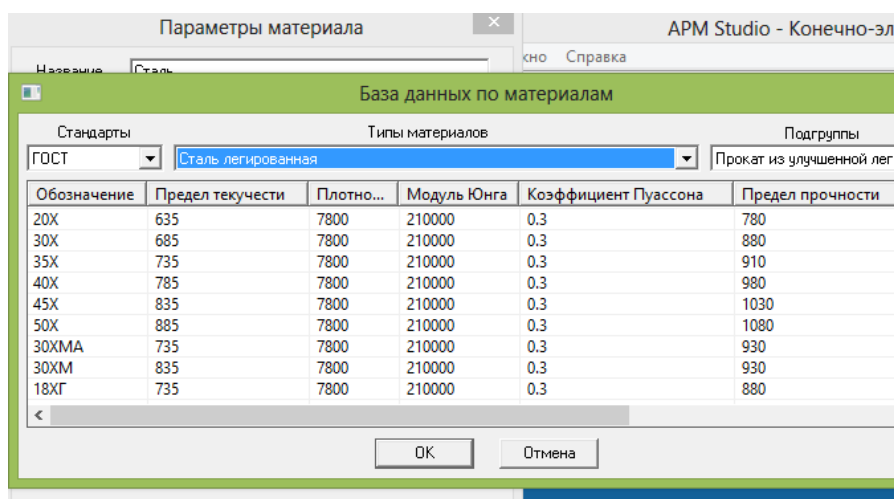 Параметры материала
APM Studio - Конечно-эл
кно Справка
Название Сталь
База данных по материалам
Стандарты Типы материалов Подгруппы
ГОСТ Сталь легированная Прокат из улучшенной лег
Обозначение Предел текучести Плотно... Модуль Юнга Коэффициент Пуассона Предел прочности
20Х 635 7800 210000 0.3 780
30Х 685 7800 210000 0.3 880
35Х 735 7800 210000 0.3 910
40Х 785 7800 210000 0.3 980
45Х 835 7800 210000 0.3 1030
50Х 885 7800 210000 0.3 1080
30ХМА 735 7800 210000 0.3 930
30ХМ 835 7800 210000 0.3 930
18ХГ 735 7800 210000 0.3 880
OK Отмена